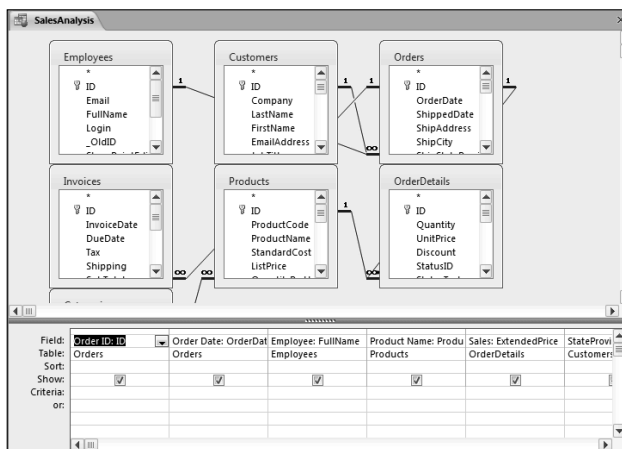 SalesAnalysis
Employees
*
ID
Email
FullName
Login
_OldID
1
Customers
*
ID
Company
LastName
FirstName
EmailAddress
1
1
Orders
*
ID
OrderDate
ShippedDate
ShipAddress
ShipCity
1
∞
Invoices
*
ID
InvoiceDate
DueDate
Tax
Shipping
∞
Products
*
ID
ProductCode
ProductName
StandardCost
ListPrice
1
∞
OrderDetails
*
ID
Quantity
UnitPrice
Discount
StatusID
∞
Field: Order ID: ID Order Date: OrderDat Employee: FullName Product Name: Produ Sales: ExtendedPrice StateProvi
Table: Orders Orders Employees Products OrderDetails Customers
Sort:
Show:
Criteria:
or: